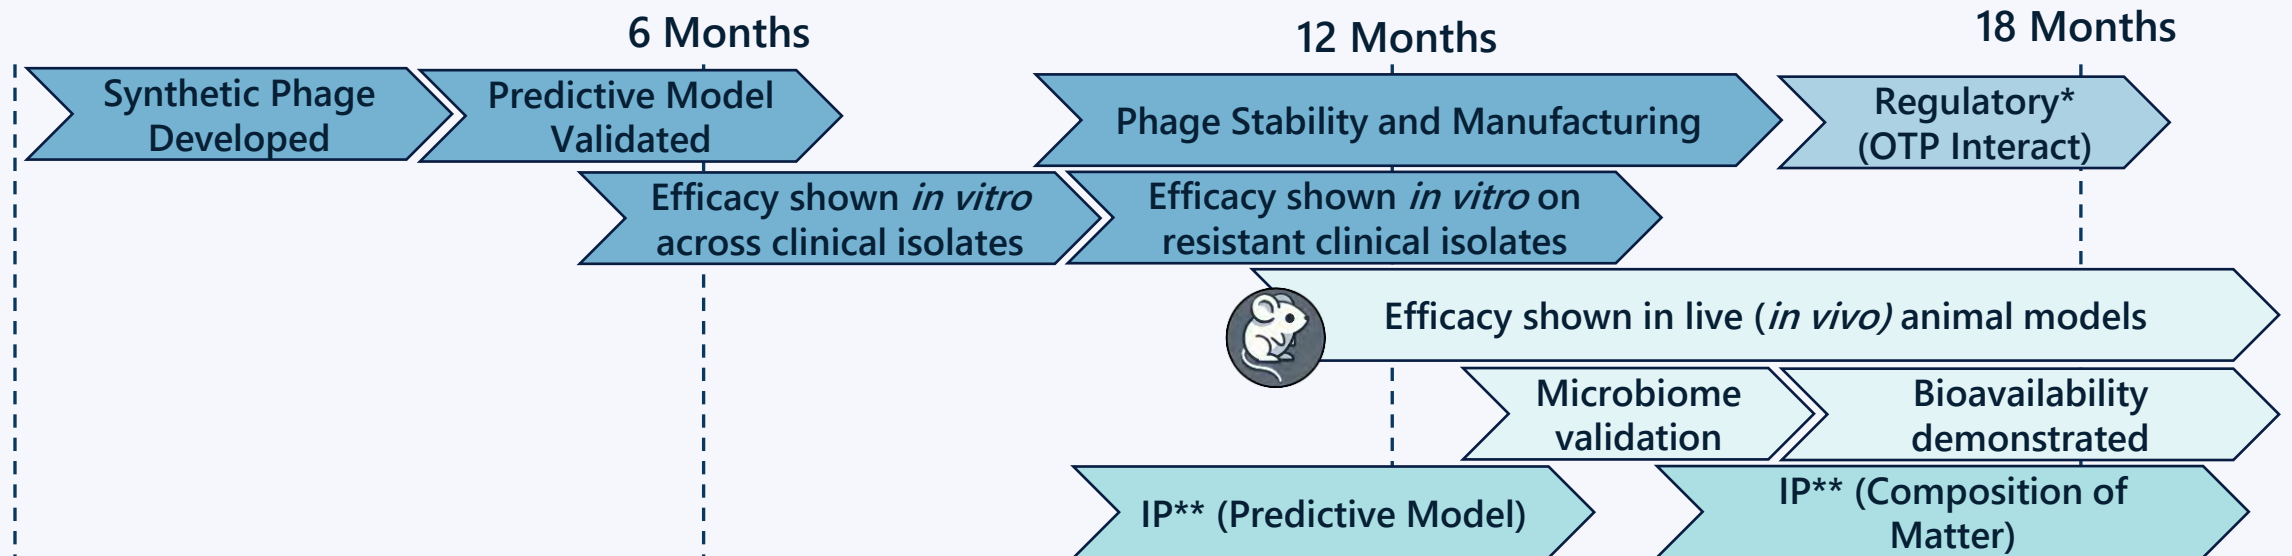 6 Months
12 Months
18 Months
Synthetic Phage
Developed
Predictive Model
Validated
Phage Stability and Manufacturing
Regulatory*
(OTP Interact)
Efficacy shown in vitro
across clinical isolates
Efficacy shown in vitro on
resistant clinical isolates
Efficacy shown in live (in vivo) animal models
Microbiome
validation
Bioavailability
demonstrated
IP** (Predictive Model)
IP** (Composition of
Matter)